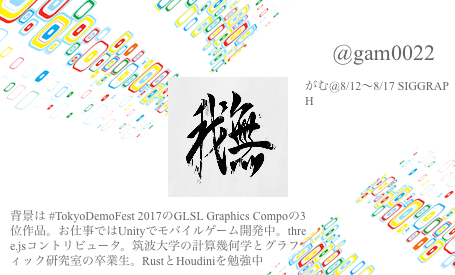 @gam0022
がむ@8/12〜8/17 SIGGRAP
H
我無
背景は #TokyoDemoFest 2017のGLSL Graphics Compoの3
位作品。お仕事ではUnityでモバイルゲーム開発中。thre
e.jsコントリビュータ。筑波大学の計算幾何学とグラフ
ィック研究室の卒業生。RustとHoudiniを勉強中